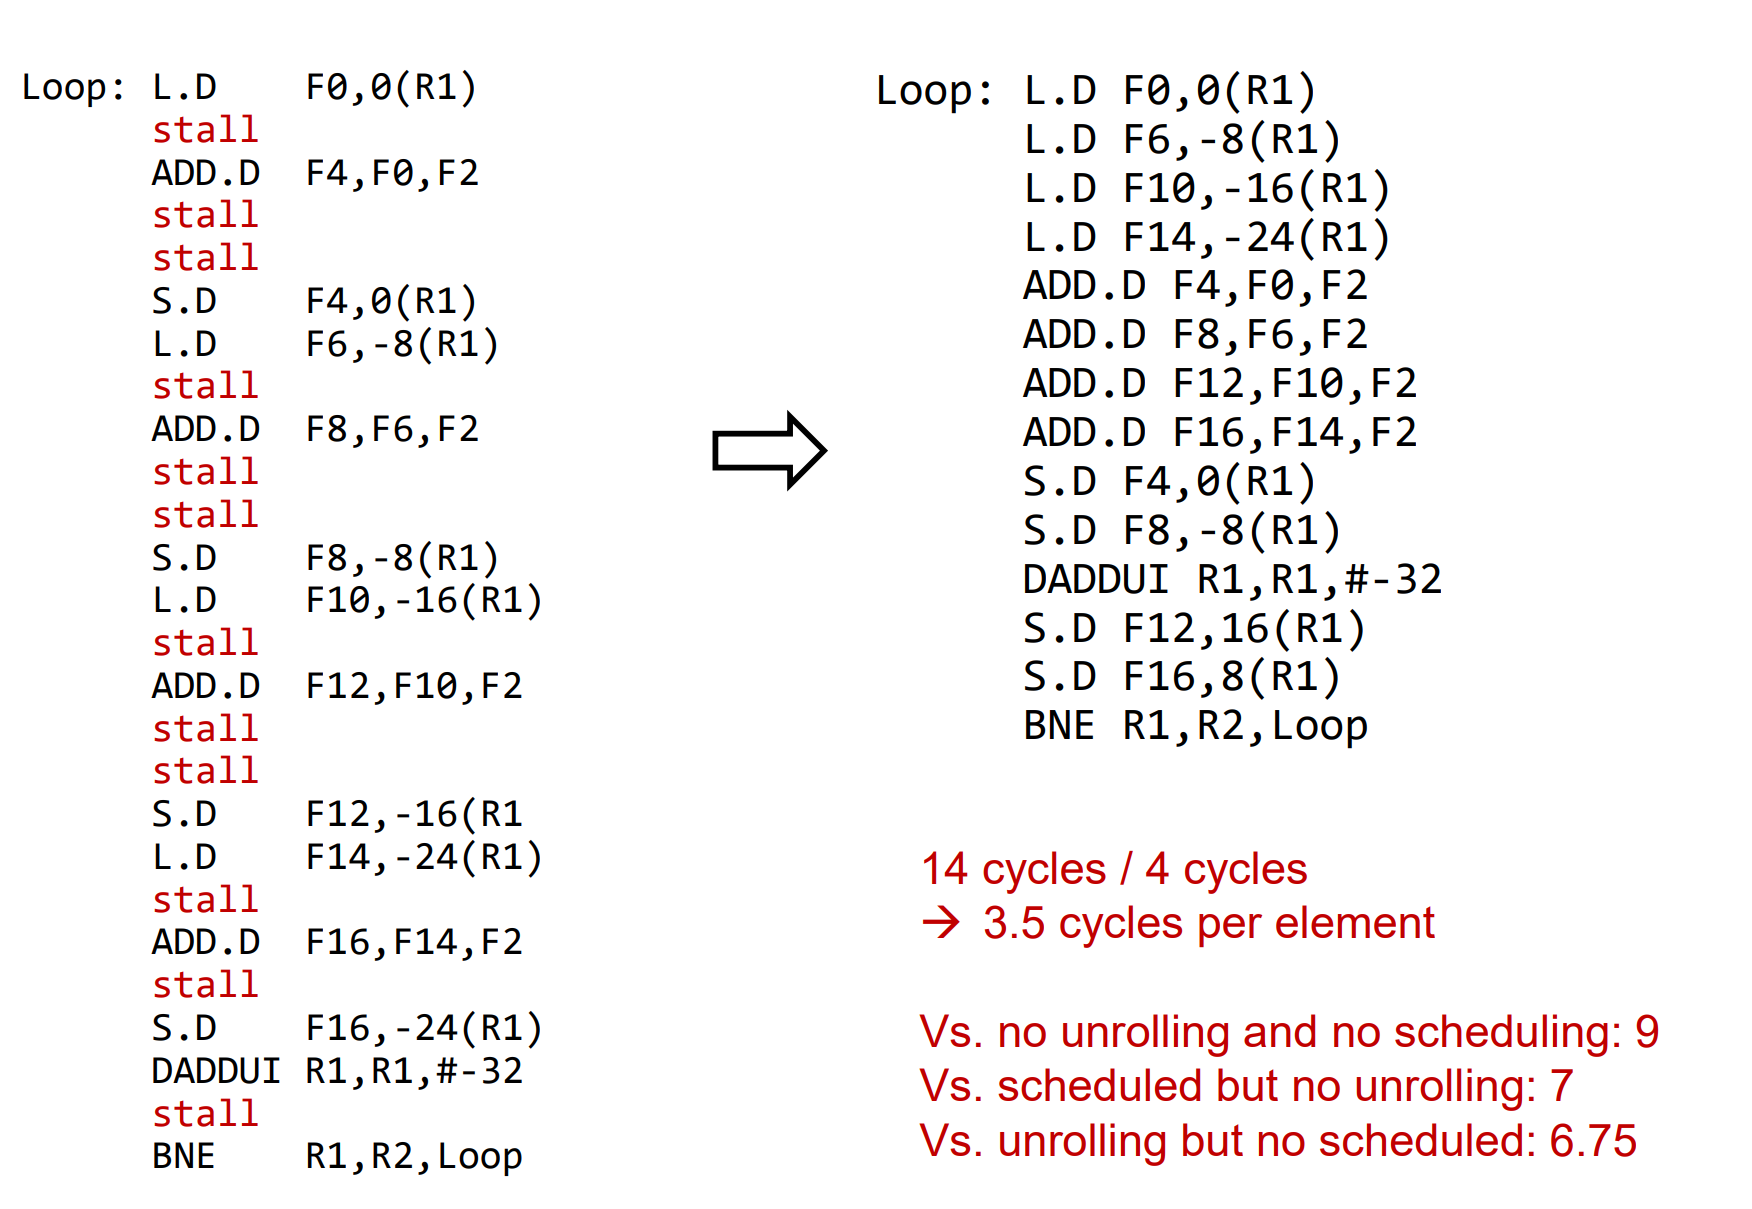 Loop: L.D F0,0(R1)
stall
ADD.D F4,F0,F2
stall
stall
S.D F4,0(R1)
L.D F6,-8(R1)
stall
ADD.D F8,F6,F2
stall
stall
S.D F8,-8(R1)
L.D F10,-16(R1)
stall
ADD.D F12,F10,F2
stall
stall
S.D F12,-16(R1
L.D F14,-24(R1)
stall
ADD.D F16,F14,F2
stall
S.D F16,-24(R1)
DADDUI R1,R1,#-32
stall
BNE R1,R2,Loop
Loop: L.D F0,0(R1)
L.D F6,-8(R1)
L.D F10,-16(R1)
L.D F14,-24(R1)
ADD.D F4,F0,F2
ADD.D F8,F6,F2
ADD.D F12,F10,F2
ADD.D F16,F14,F2
S.D F4,0(R1)
S.D F8,-8(R1)
DADDUI R1,R1,#-32
S.D F12,16(R1)
S.D F16,8(R1)
BNE R1,R2,Loop
14 cycles / 4 cycles
→ 3.5 cycles per element
Vs. no unrolling and no scheduling: 9
Vs. scheduled but no unrolling: 7
Vs. unrolling but no scheduled: 6.75